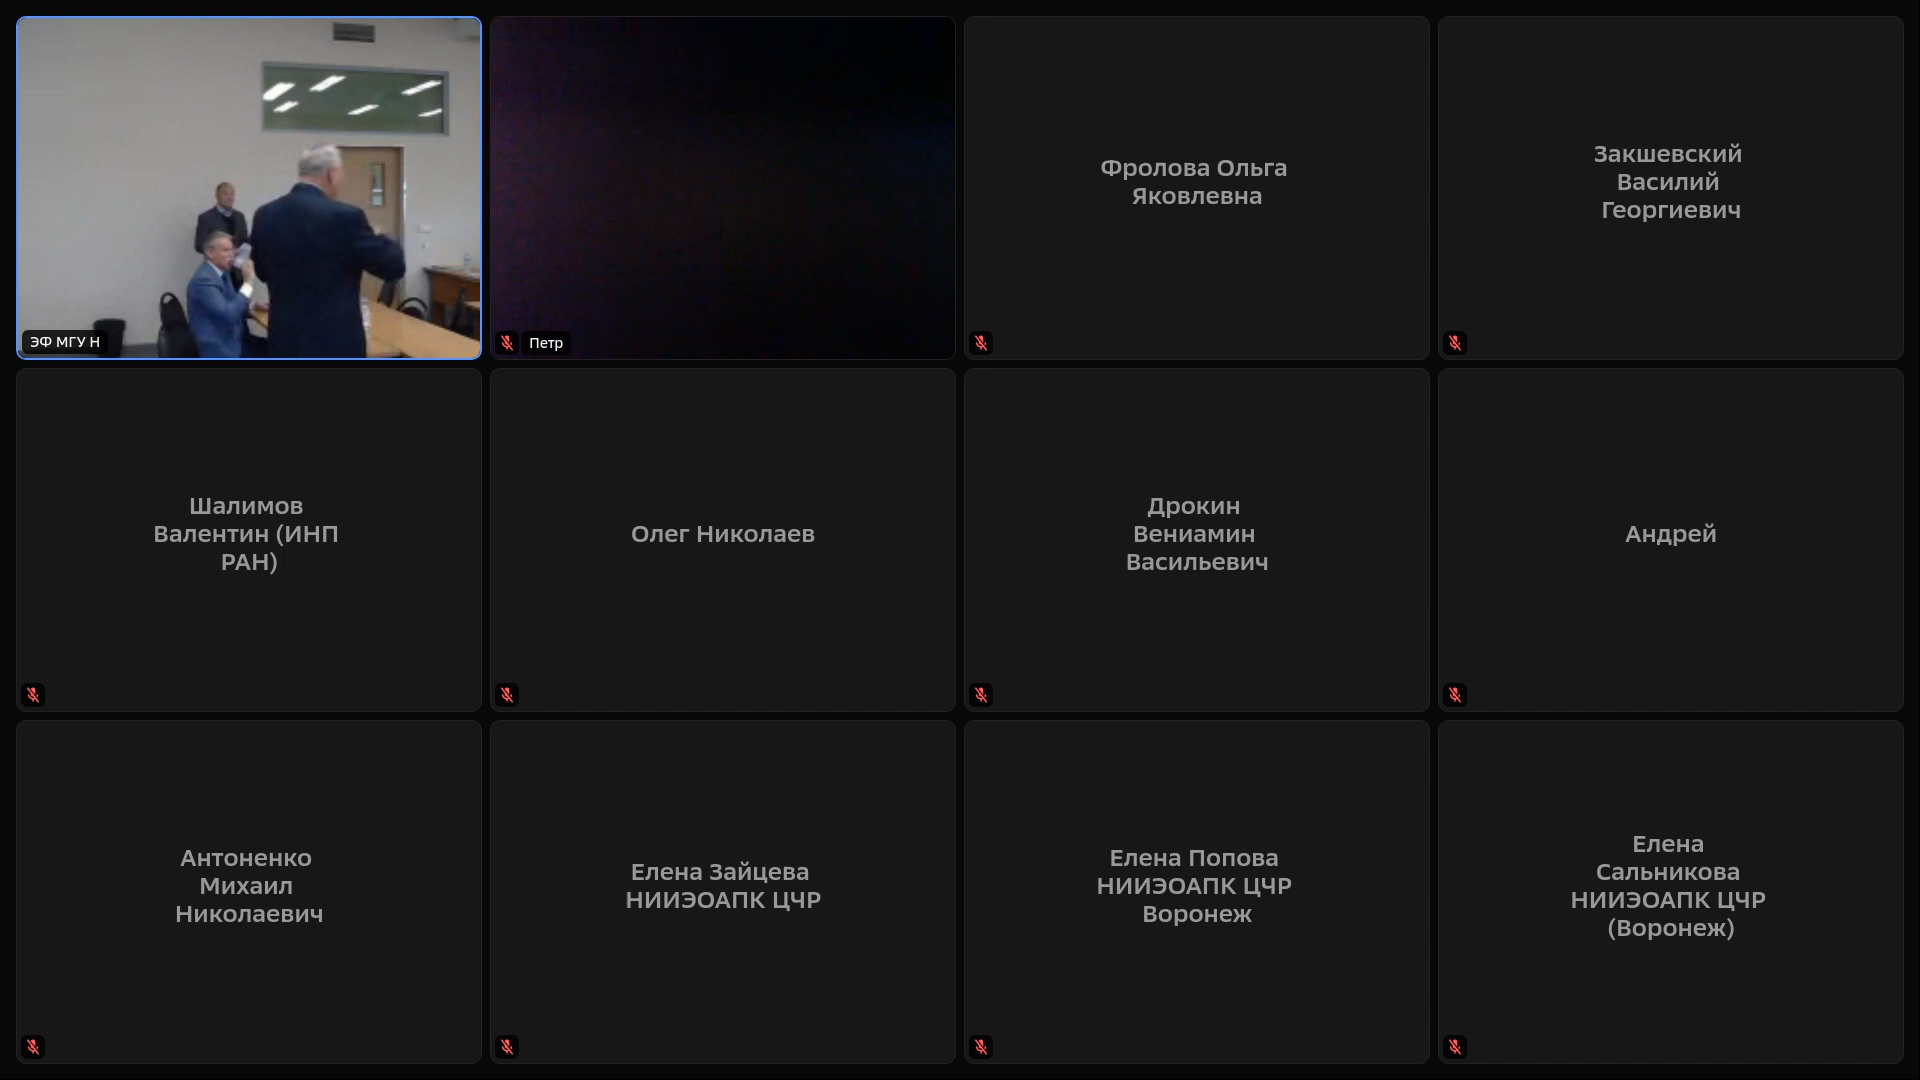 ЭФ МГУ Н
Петр
Фролова Ольга
Яковлевна
Закшевский
Василий
Георгиевич
Шалимов
Валентин (ИНП
РАН)
Олег Николаев
Дрокин
Вениамин
Васильевич
Андрей
Антоненко
Михаил
Николаевич
Елена Зайцева
НИИЭОАПК ЦЧР
Елена Попова
НИИЭОАПК ЦЧР
Воронеж
Елена
Сальникова
НИИЭОАПК ЦЧР
(Воронеж)